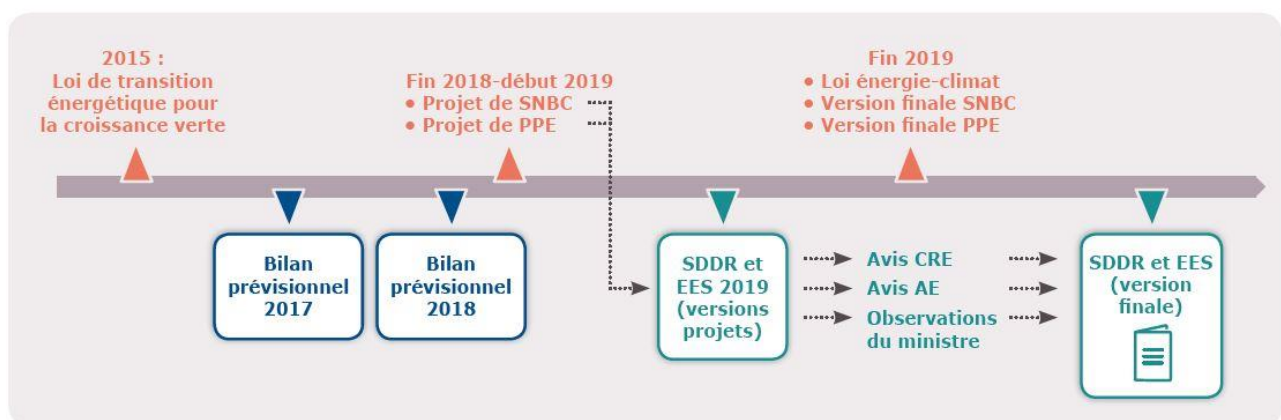 2015 :
Loi de transition
énergétique pour
la croissance verte
Fin 2018-début 2019
• Projet de SNBC
• Projet de PPE
Fin 2019
• Loi énergie-climat
• Version finale SNBC
• Version finale PPE
Bilan
prévisionnel
2017
Bilan
prévisionnel
2018
SDDR et
EES 2019
(versions
projets)
Avis CRE
Avis AE
Observations
du ministre
SDDR et EES
(version
finale)